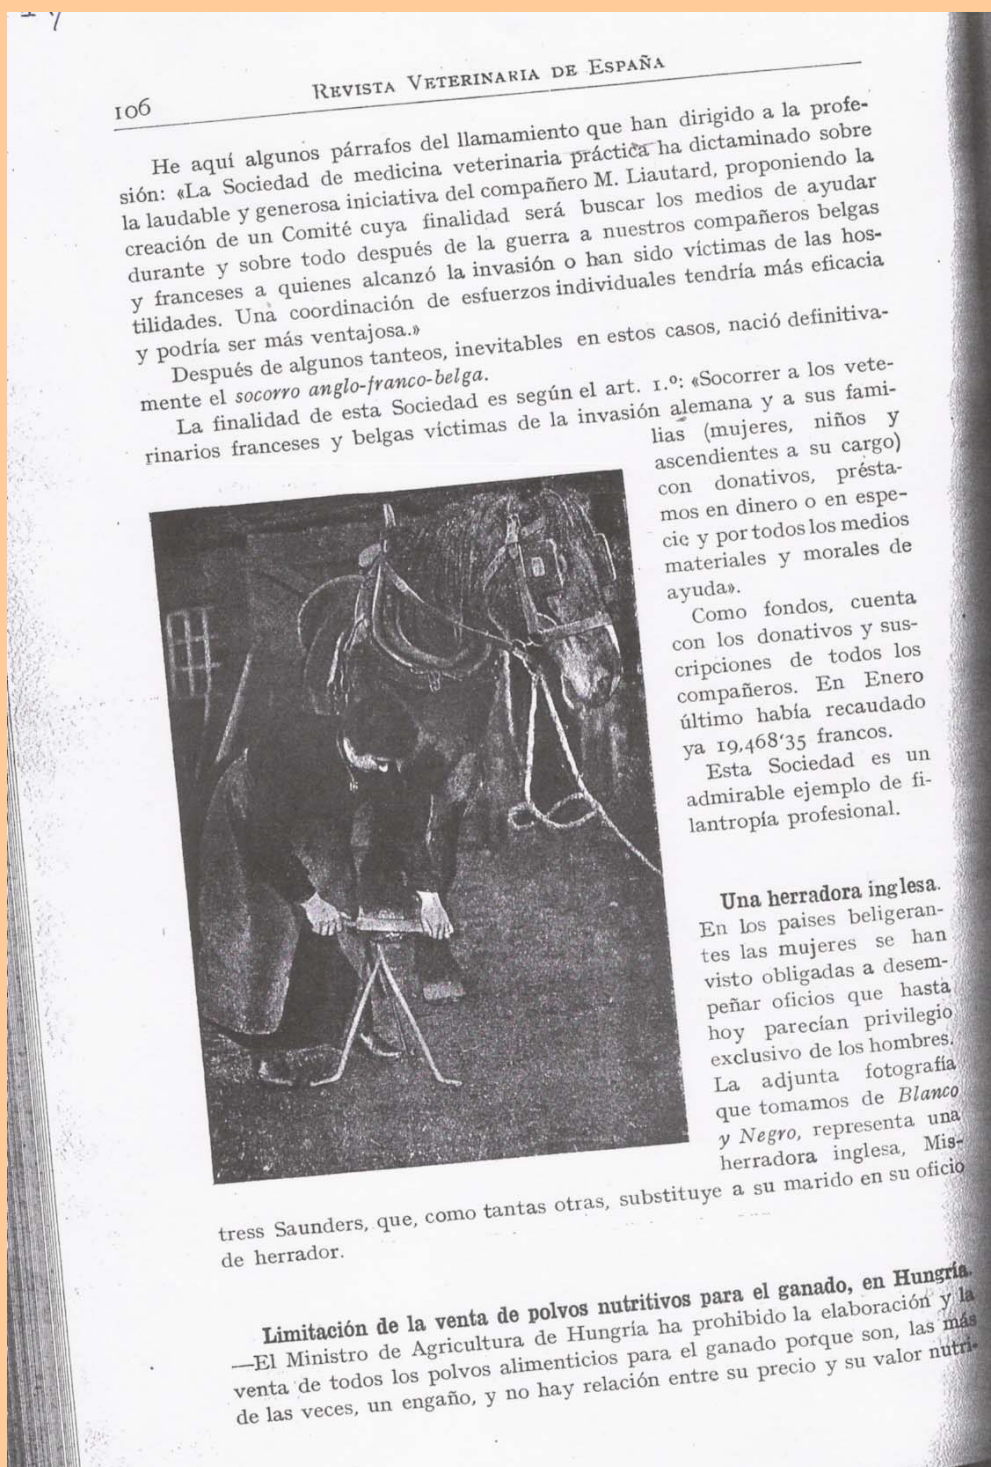 106
REVISTA VETERINARIA DE ESPAÑA
He aquí algunos párrafos del llamamiento que han dirigido a la profe-
sión: «La Sociedad de medicina veterinaria práctica ha dictaminado sobre
la laudable y generosa iniciativa del compañero M. Liautard, proponiendo la
creación de un Comité cuya finalidad será buscar los medios de ayudar
durante y sobre todo después de la guerra a nuestros compañeros belgas
y franceses a quienes alcanzó la invasión o han sido víctimas de las hos-
tilidades. Una coordinación de esfuerzos individuales tendría más eficacia
y podría ser más ventajosa.»
Después de algunos tanteos, inevitables en estos casos, nació definitiva-
mente el socorro anglo-franco-belga.
La finalidad de esta Sociedad es según el art. 1.º: «Socorrer a los vete-
rinarios franceses y belgas víctimas de la invasión alemana y a sus fami-
lias (mujeres, niños y
ascendientes a su cargo)
con donativos, présta-
mos en dinero o en espe-
cie y por todos los medios
materiales y morales de
ayuda».
Como fondos, cuenta
con los donativos y sus-
cripciones de todos los
compañeros. En Enero
último había recaudado
ya 19,468'35 francos.
Esta Sociedad es un
admirable ejemplo de fi-
lantropía profesional.
Una herradora inglesa.
En los paises beligeran-
tes las mujeres se han
visto obligadas a desem-
peñar oficios que hasta
hoy parecían privilegio
exclusivo de los hombres.
La adjunta fotografía
que tomamos de Blanco
y Negro, representa una
herradora inglesa, Mis-
tress Saunders, que, como tantas otras, substituye a su marido en su oficio
de herrador.
Limitación de la venta de polvos nutritivos para el ganado, en Hungría.
—El Ministro de Agricultura de Hungría ha prohibido la elaboración y la
venta de todos los polvos alimenticios para el ganado porque son, las más
de las veces, un engaño, y no hay relación entre su precio y su valor nutri-